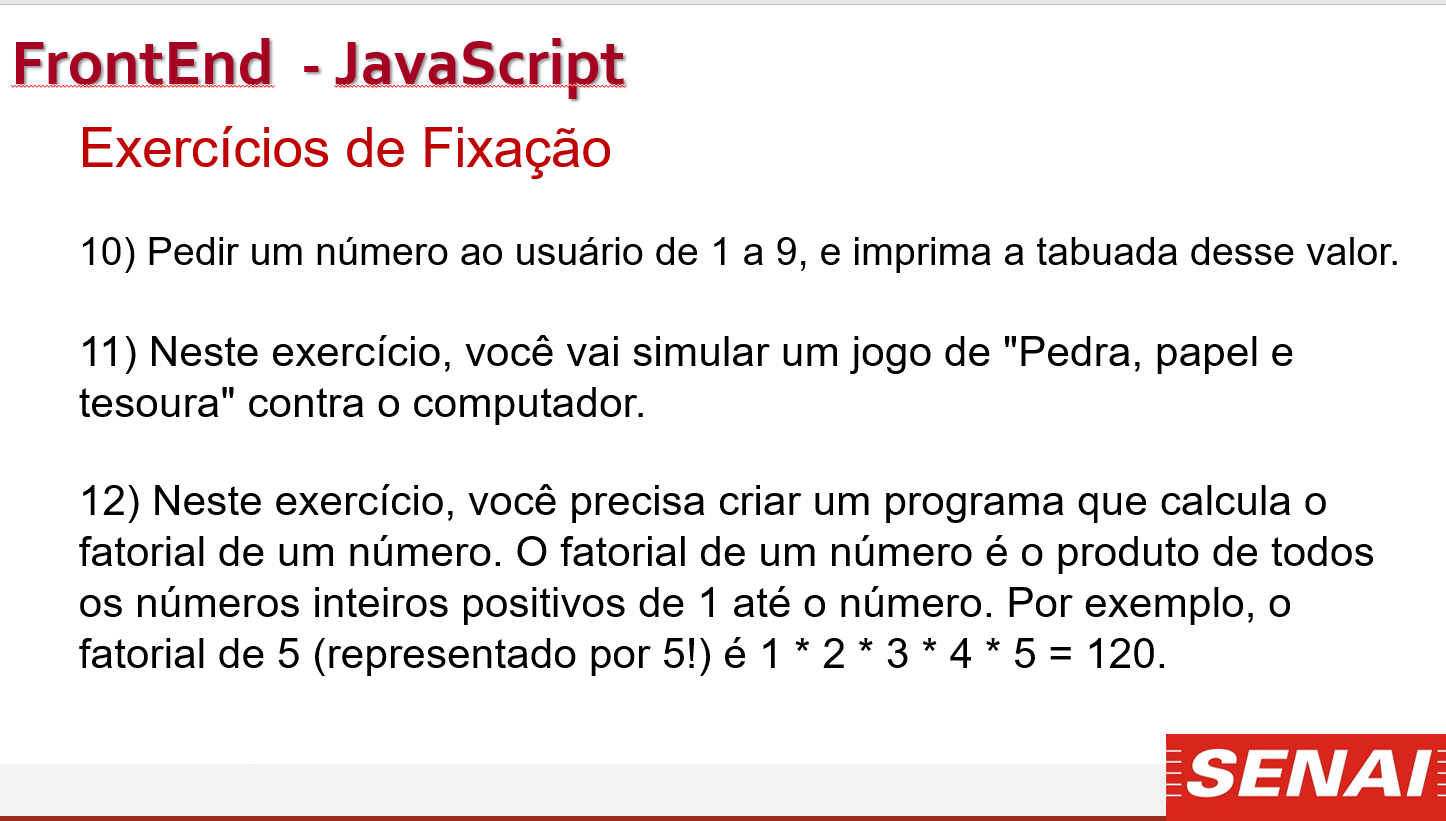 FrontEnd - JavaScript
Exercícios de Fixação
10) Pedir um número ao usuário de 1 a 9, e imprima a tabuada desse valor.
11) Neste exercício, você vai simular um jogo de "Pedra, papel e
tesoura" contra o computador.
12) Neste exercício, você precisa criar um programa que calcula o
fatorial de um número. O fatorial de um número é o produto de todos
os números inteiros positivos de 1 até o número. Por exemplo, o
fatorial de 5 (representado por 5!) é 1 * 2 * 3 * 4 * 5 = 120.
SENAI